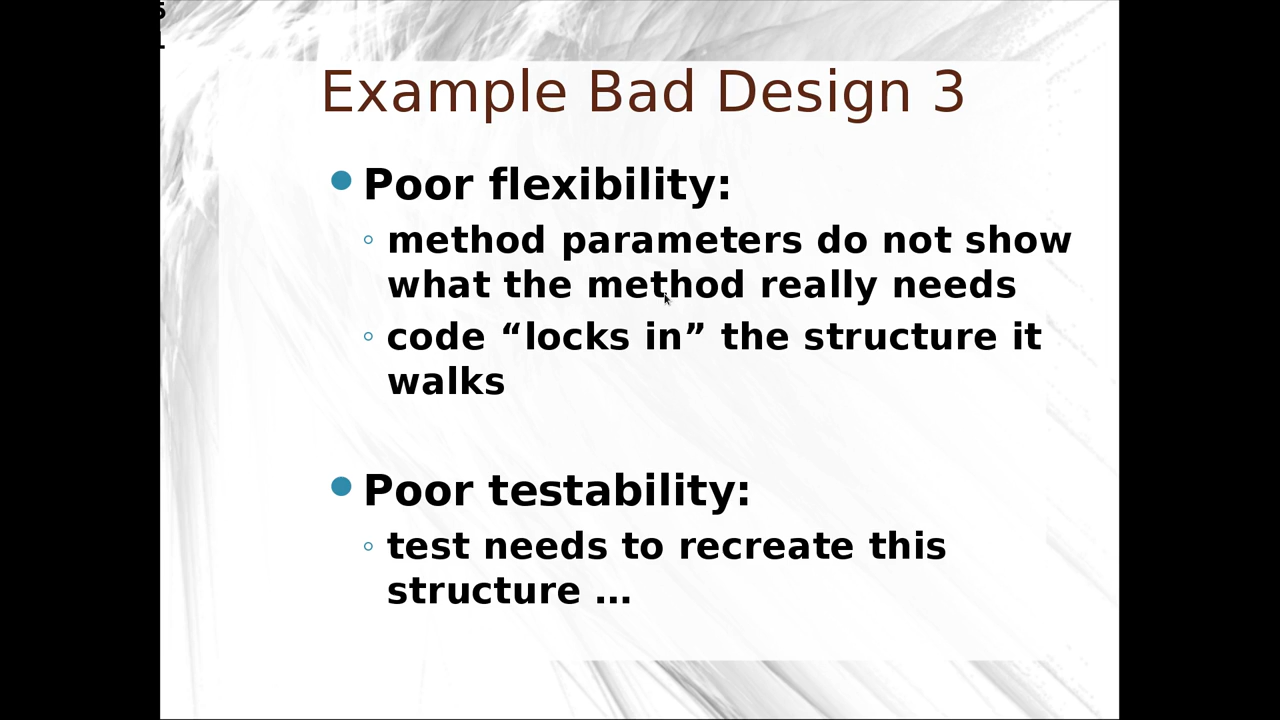 Example Bad Design 3
Poor flexibility:
method parameters do not show
what the method really needs
code “locks in” the structure it
walks
Poor testability:
test needs to recreate this
structure …